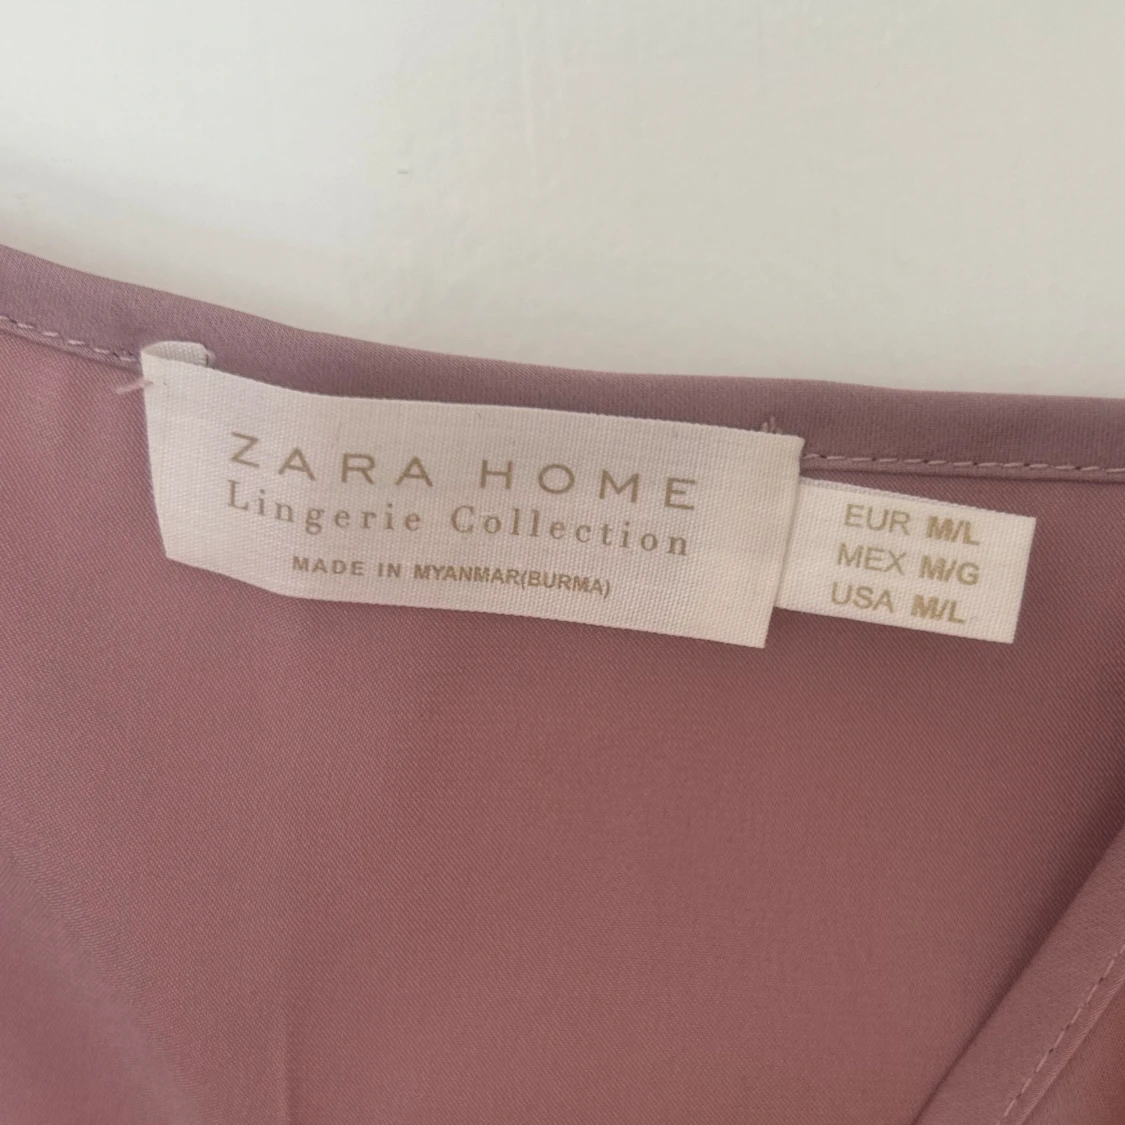 ZARA HOME
Lingerie Collection
MADE IN MYANMAR(BURMA)
EUR M/L
MEX M/G
USA M/L